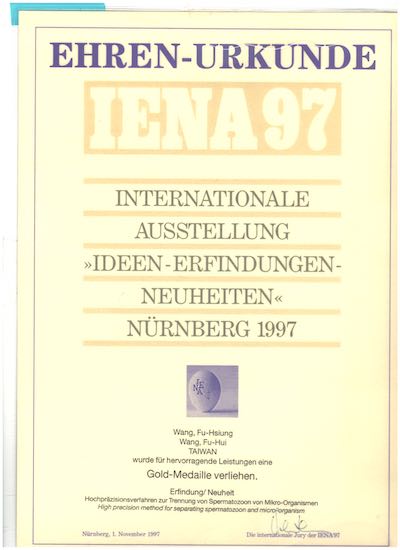 EHREN-URKUNDE
IENA 97
INTERNATIONALE
AUSSTELLUNG
»IDEEN-ERFINDUNGEN-
NEUHEITEN«
NÜRNBERG 1997
Wang, Fu-Hsiung
Wang, Fu-Hui
TAIWAN
wurde für hervorragende Leistungen eine
Gold-Medaille verliehen.
Erfindung/ Neuheit
Hochpräzisionsverfahren zur Trennung von Spermatozoon von Mikro-Organismen
High precision method for separating spermatozoon and microorganism
Nürnberg, 1. November 1997
Die internationale Jury der IENA'97